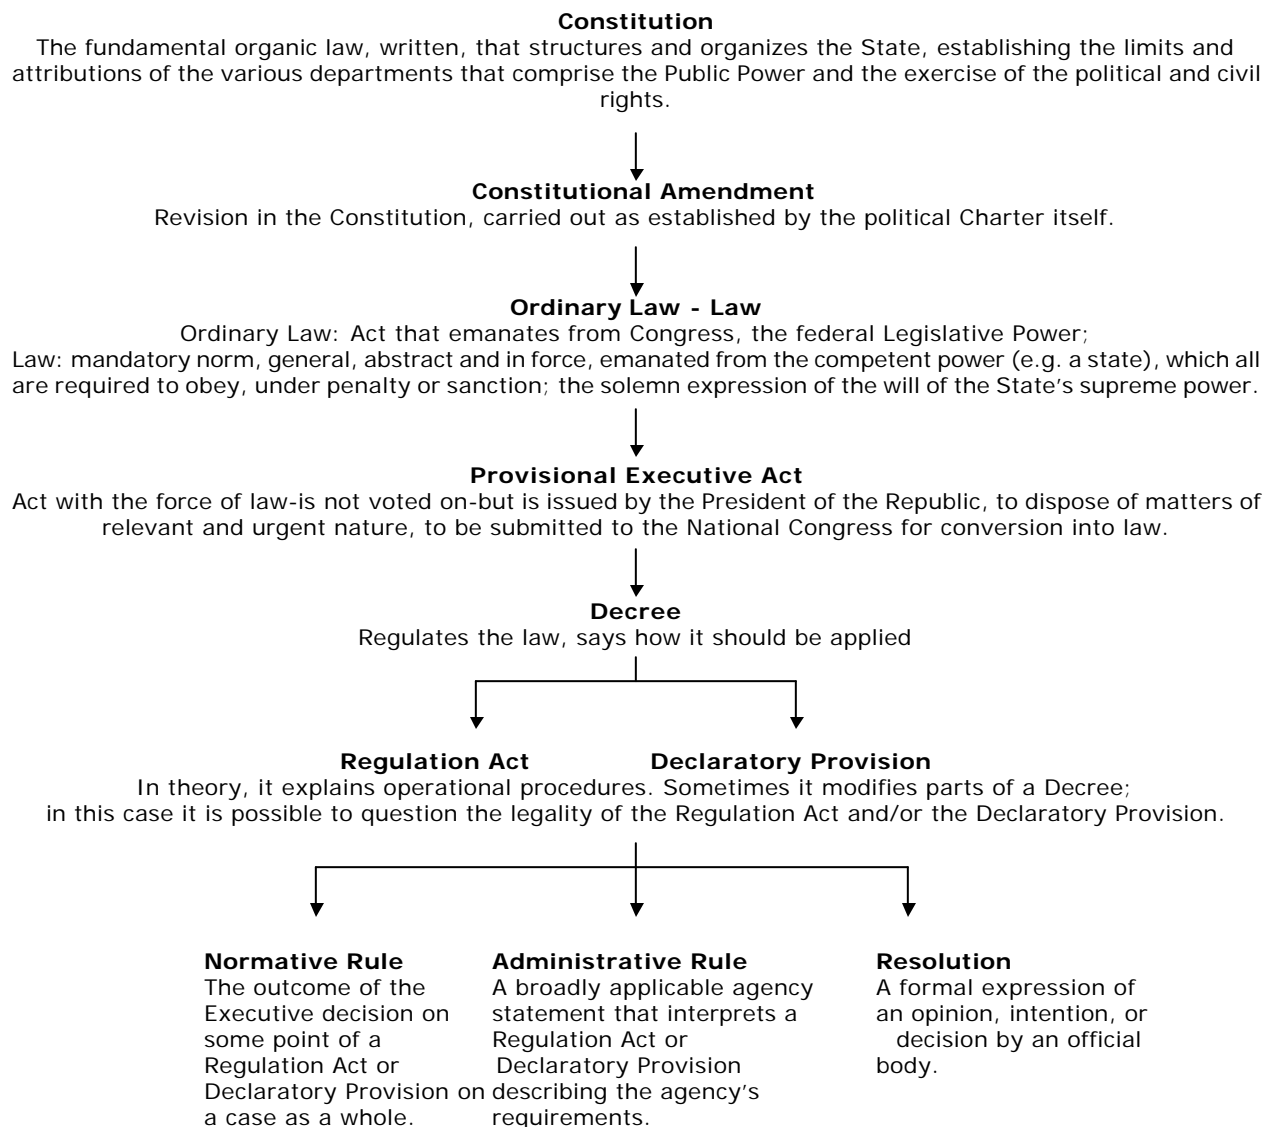 Constitution
The fundamental organic law, written, that structures and organizes the State, establishing the limits and
attributions of the various departments that comprise the Public Power and the exercise of the political and civil
rights.
Constitutional Amendment
Revision in the Constitution, carried out as established by the political Charter itself.
Ordinary Law - Law
Ordinary Law: Act that emanates from Congress, the federal Legislative Power;
Law: mandatory norm, general, abstract and in force, emanated from the competent power (e.g. a state), which all
are required to obey, under penalty or sanction; the solemn expression of the will of the State's supreme power.
Provisional Executive Act
Act with the force of law-is not voted on-but is issued by the President of the Republic, to dispose of matters of
relevant and urgent nature, to be submitted to the National Congress for conversion into law.
Decree
Regulates the law, says how it should be applied
Regulation Act Declaratory Provision
In theory, it explains operational procedures. Sometimes it modifies parts of a Decree;
in this case it is possible to question the legality of the Regulation Act and/or the Declaratory Provision.
Normative Rule
The outcome of the
Executive decision on
some point of a
Regulation Act or
Declaratory Provision on
a case as a whole.
Administrative Rule
A broadly applicable agency
statement that interprets a
Regulation Act or
Declaratory Provision
describing the agency's
requirements.
Resolution
A formal expression of
an opinion, intention, or
decision by an official
body.